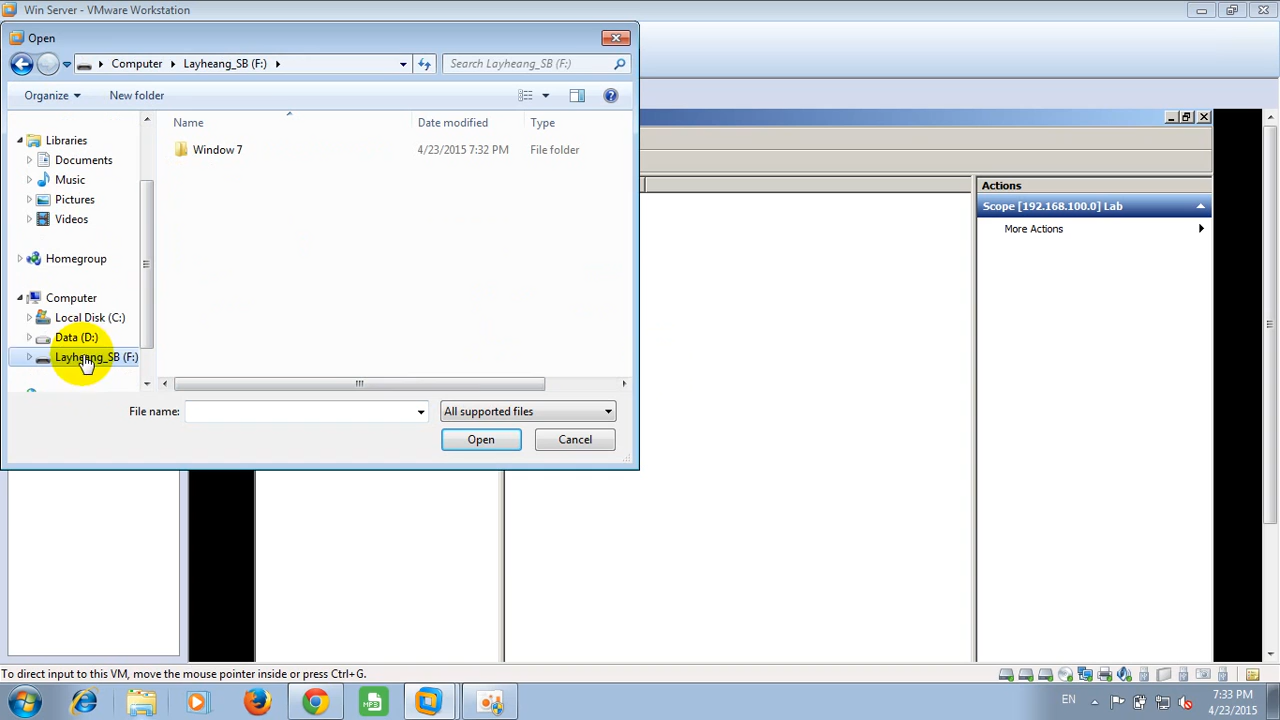 Win Server - VMware Workstation
Open
Computer
Layheang_SB (F:)
Search Layheang_SB (F:)
Organize
New folder
Name
Date modified
Type
Window 7
4/23/2015 7:32 PM
File folder
Libraries
Documents
Music
Pictures
Videos
Homegroup
Computer
Local Disk (C:)
Data (D:)
Layheang_SB (F:)
File name:
All supported files
Open
Cancel
Actions
Scope [192.168.100.0] Lab
More Actions
To direct input to this VM, move the mouse pointer inside or press Ctrl+G.
EN
7:33 PM
4/23/2015